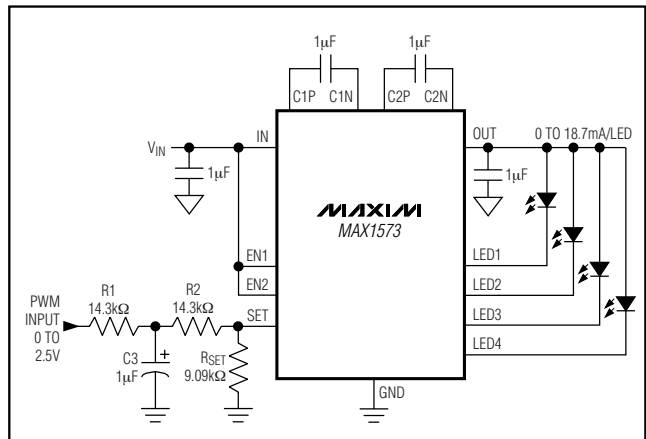 1µF
1µF
C1P C1N C2P C2N
VIN
IN
OUT
0 TO 18.7mA/LED
1µF
1µF
MAXIM
MAX1573
EN1
EN2
SET
LED1
LED2
LED3
LED4
PWM
INPUT
0 TO
2.5V
R1
14.3kΩ
R2
14.3kΩ
C3
1µF
+
RSET
9.09kΩ
GND